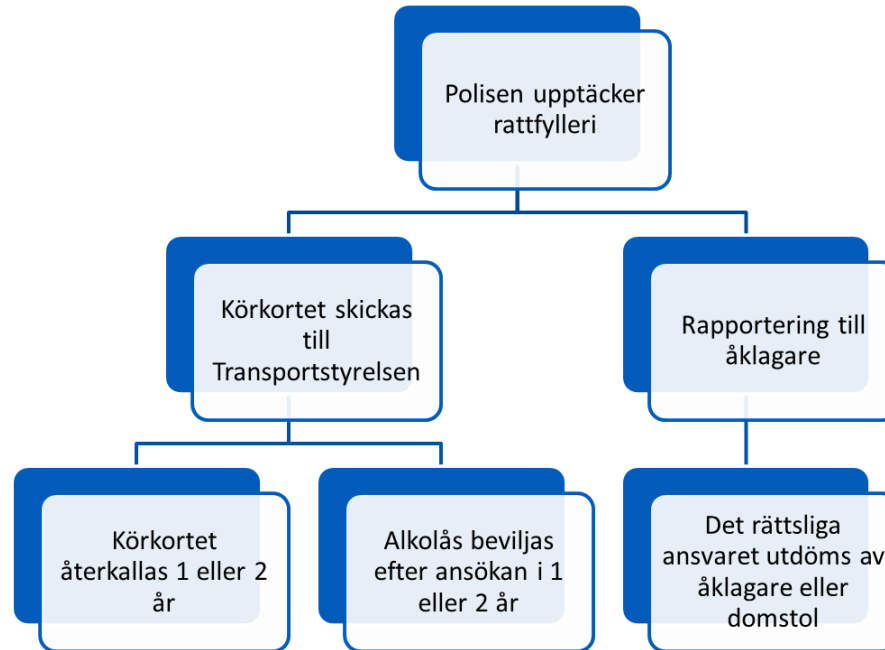 Polisen upptäcker
rattfylleri
Körkortet skickas
till
Transportstyrelsen
Rapportering till
åklagare
Körkortet
återkallas 1 eller 2
år
Alkolås beviljas
efter ansökan i 1
eller 2 år
Det rättsliga
ansvaret utdöms av
åklagare eller
domstol